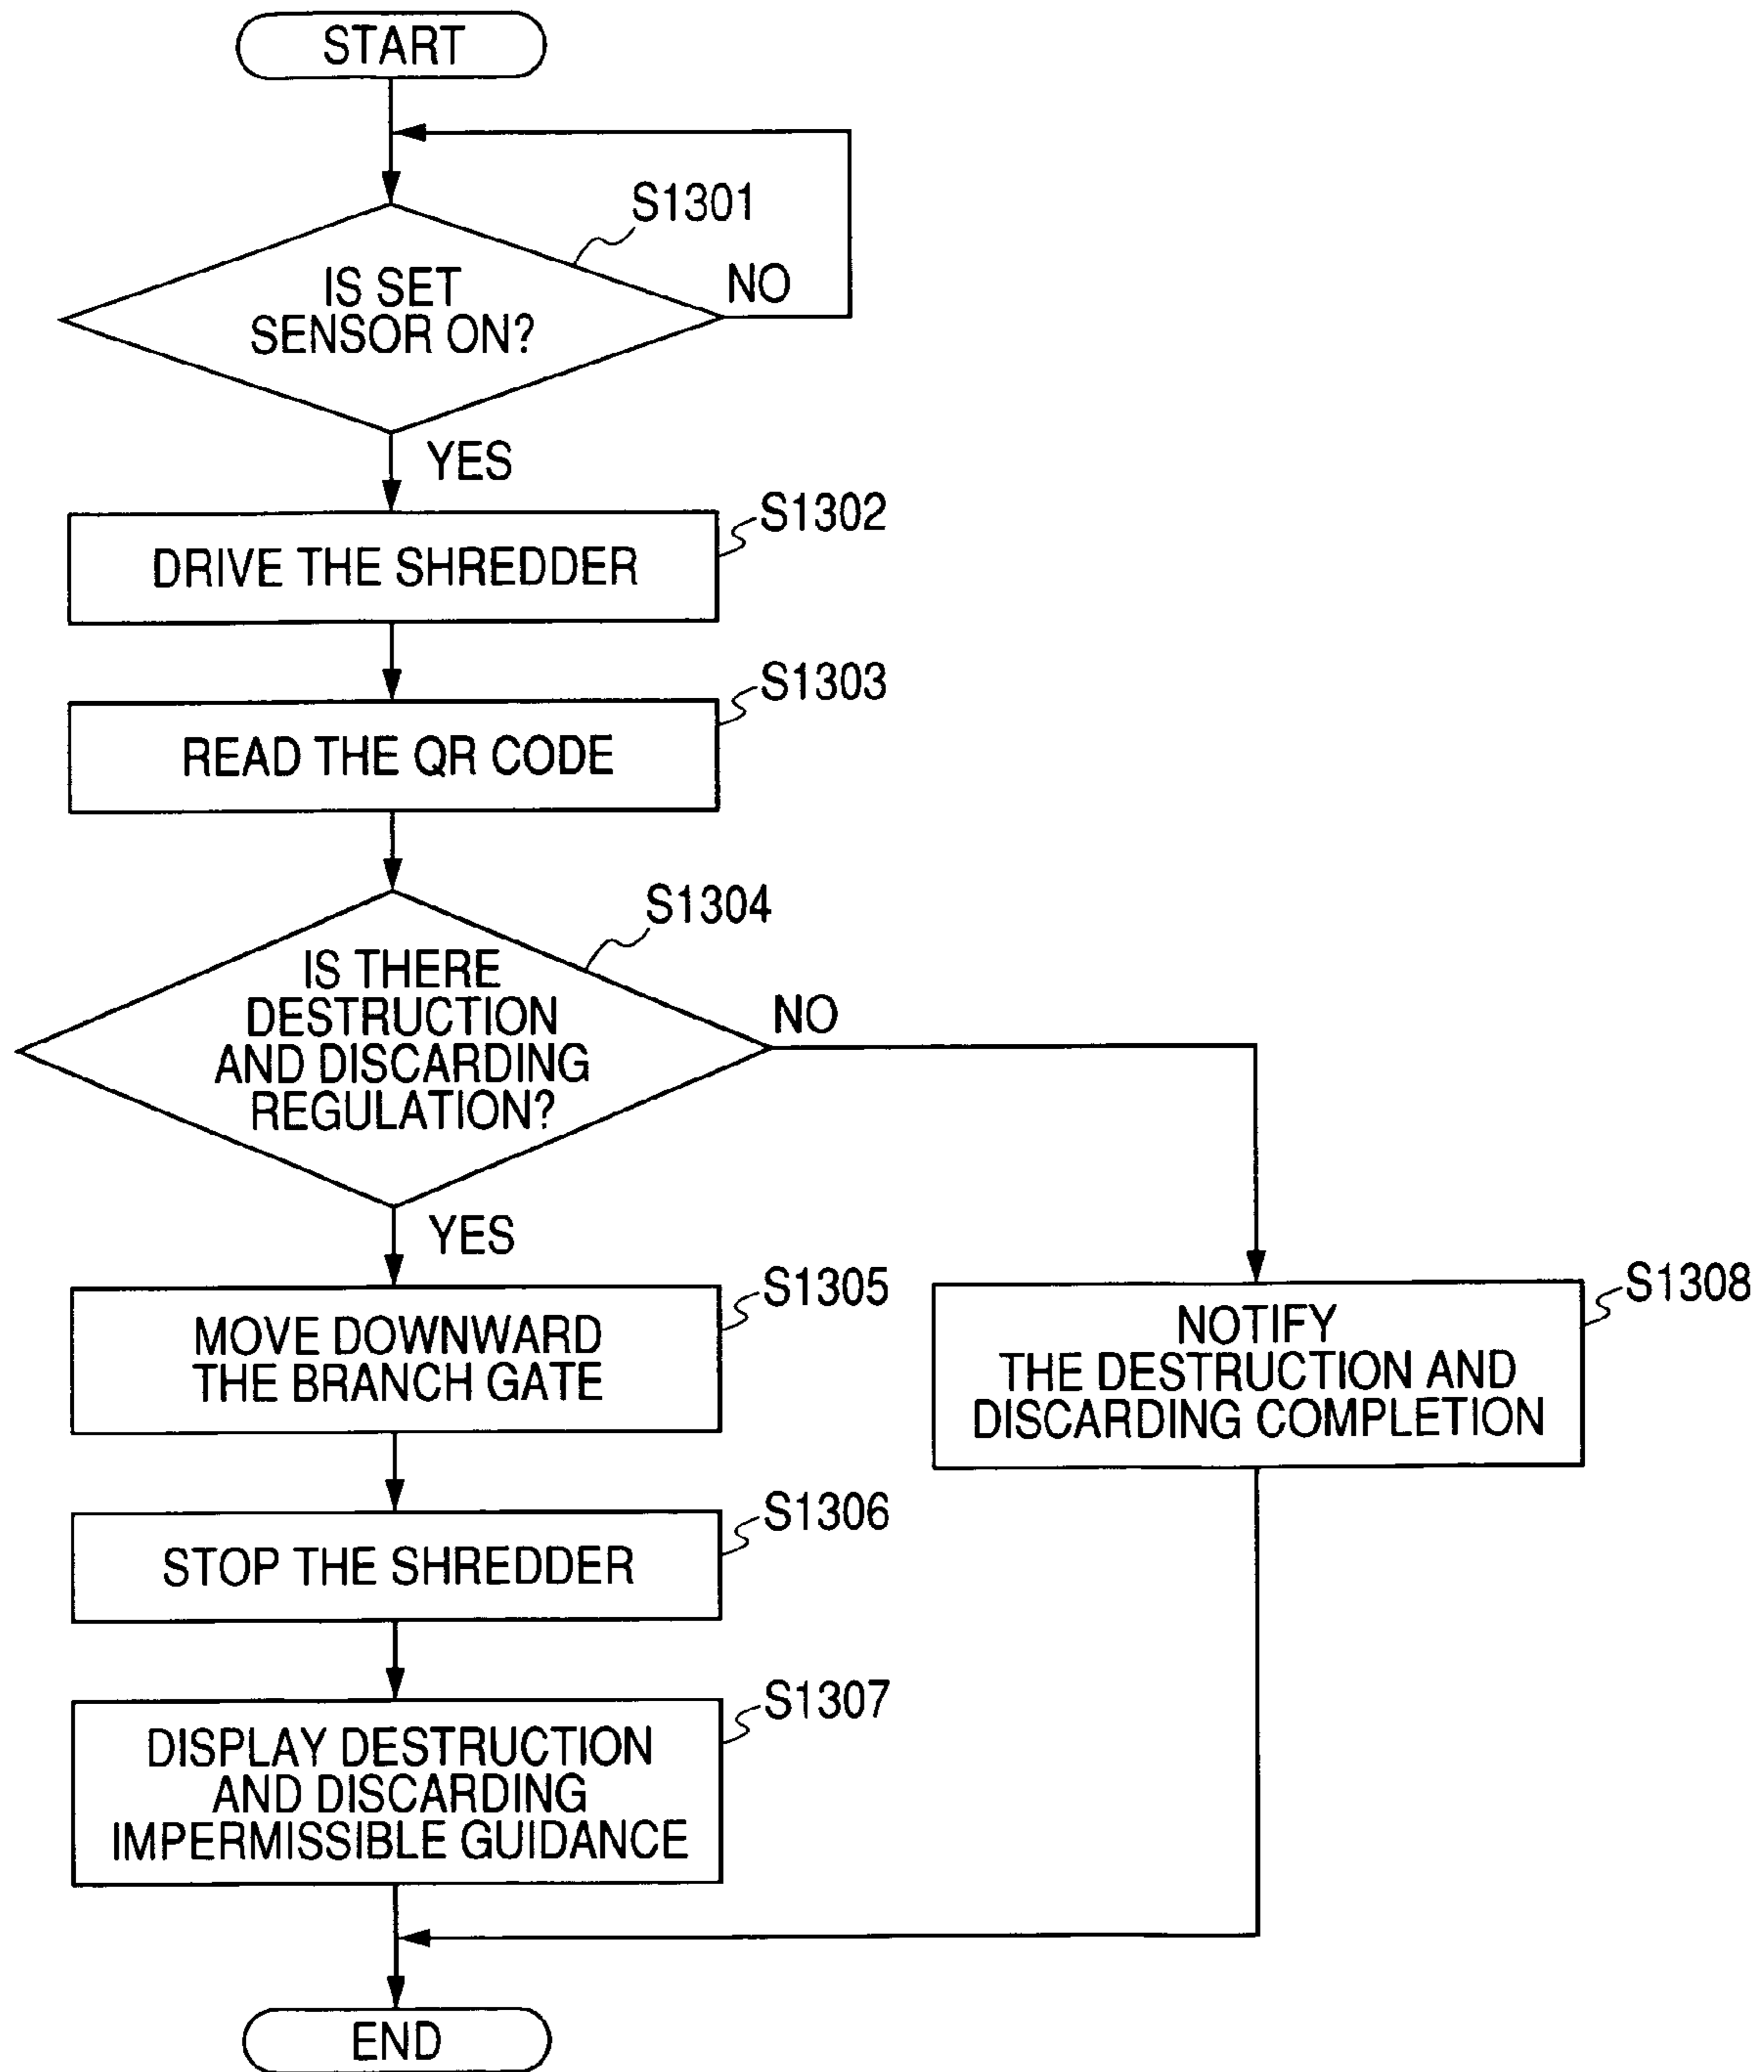 START
S1301
IS SET
SENSOR ON?
NO
YES
S1302
DRIVE THE SHREDDER
S1303
READ THE QR CODE
S1304
IS THERE
DESTRUCTION
AND DISCARDING
REGULATION?
NO
YES
S1305
MOVE DOWNWARD
THE BRANCH GATE
S1308
NOTIFY
THE DESTRUCTION AND
DISCARDING COMPLETION
S1306
STOP THE SHREDDER
S1307
DISPLAY DESTRUCTION
AND DISCARDING
IMPERMISSIBLE GUIDANCE
END